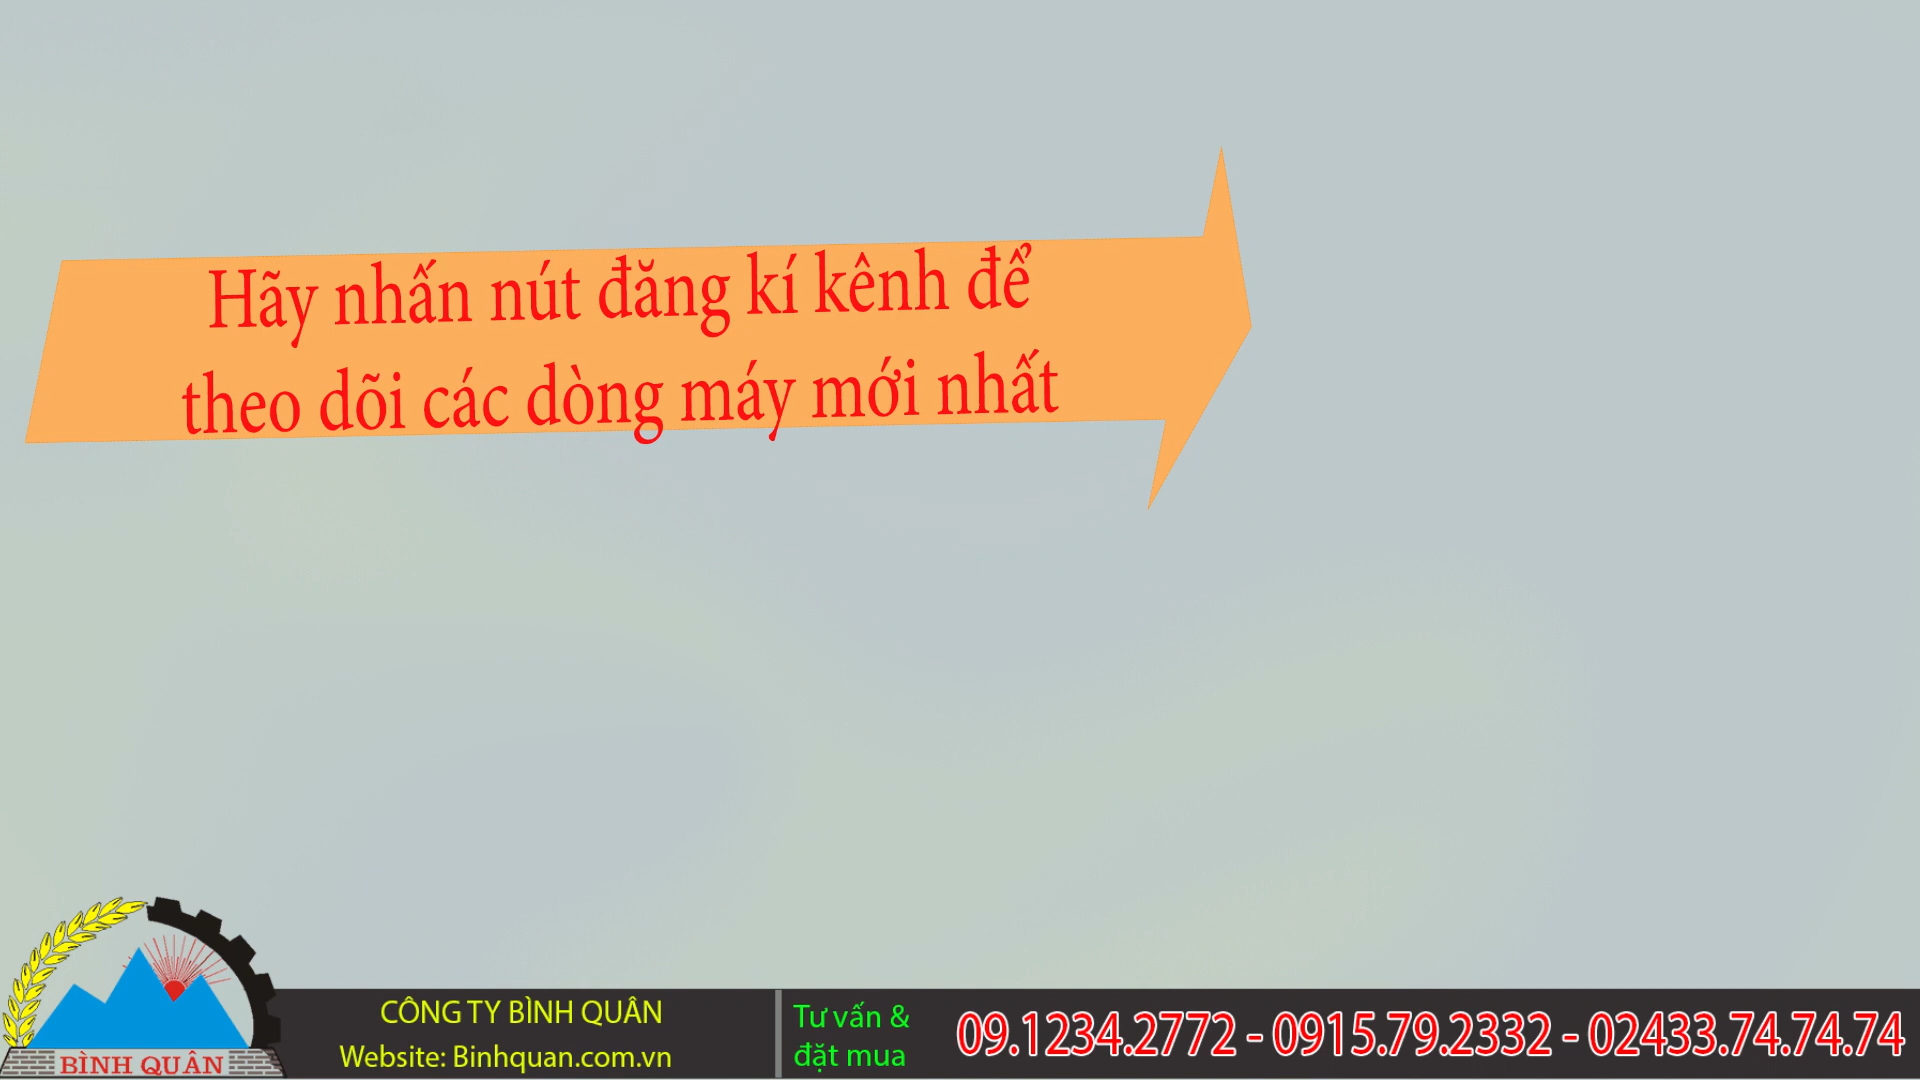 Hãy nhấn nút đăng kí kênh để
theo dõi các dòng máy mới nhất
BÌNH QUÂN
CÔNG TY BÌNH QUÂN
Website: Binhquan.com.vn
Tư vấn &
đặt mua
09.1234.2772 - 0915.79.2332 - 02433.74.74.74